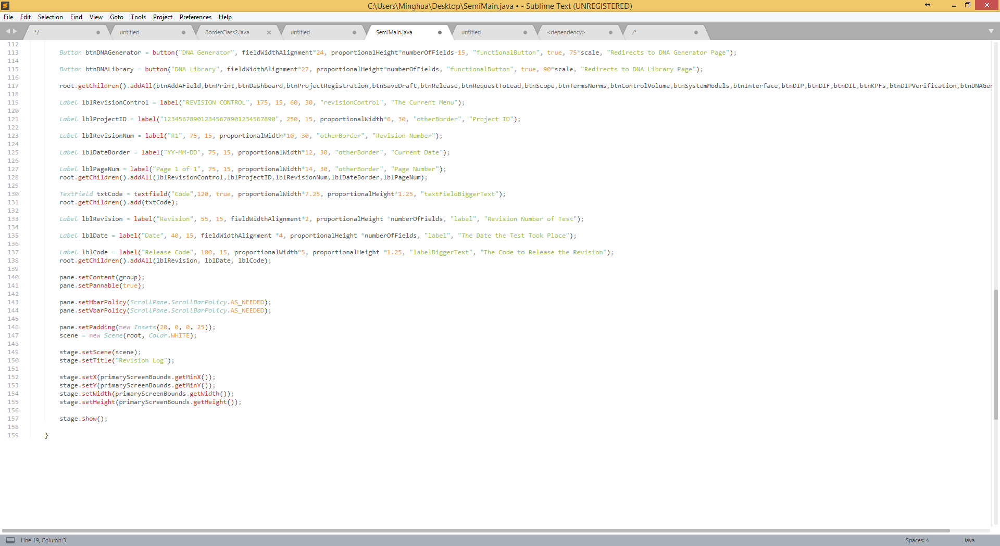 C:\Users\Minghua\Desktop\SemiMain.java • - Sublime Text (UNREGISTERED)
File Edit Selection Find View Goto Tools Project Preferences Help
*/ untitled BorderClass2.java untitled SemiMain.java untitled <dependency> /*
112
113 Button btnDNAGenerator = button("DNA Generator", fieldWidthAlignment*24, proportionalHeight*numberOfFields-15, "functionalButton", true, 75*scale, "Redirects to DNA Generator Page");
114
115 Button btnDNALibrary = button("DNA Library", fieldWidthAlignment*27, proportionalHeight*numberOfFields, "functionalButton", true, 90*scale, "Redirects to DNA Library Page");
116
117 root.getChildren().addAll(btnAddAField,btnPrint,btnDashboard,btnProjectRegistration,btnSaveDraft,btnRelease,btnRequestToLead,btnScope,btnTermsNorms,btnControlVolume,btnSystemModels,btnInterface,btnDIP,btnDIF,btnDIL,btnKPFs,btnDIPVerification,btnDNAGer
118
119 Label lblRevisionControl = label("REVISION CONTROL", 175, 15, 60, 30, "revisionControl", "The Current Menu");
120
121 Label lblProjectID = label("123456789012345678901234567890", 250, 15, proportionalWidth*6, 30, "otherBorder", "Project ID");
122
123 Label lblRevisionNum = label("R1", 75, 15, proportionalWidth*10, 30, "otherBorder", "Revision Number");
124
125 Label lblDateBorder = label("YY-MM-DD", 75, 15, proportionalWidth*12, 30, "otherBorder", "Current Date");
126
127 Label lblPageNum = label("Page 1 of 1", 75, 15, proportionalWidth*14, 30, "otherBorder", "Page Number");
128 root.getChildren().addAll(lblRevisionControl,lblProjectID,lblRevisionNum,lblDateBorder,lblPageNum);
129
130 TextField txtCode = textfield("Code",120, true, proportionalWidth*7.25, proportionalHeight*1.25, "textFieldBiggerText");
131 root.getChildren().add(txtCode);
132
133 Label lblRevision = label("Revision", 55, 15, fieldWidthAlignment*2, proportionalHeight *numberOfFields, "label", "Revision Number of Test");
134
135 Label lblDate = label("Date", 40, 15, fieldWidthAlignment *4, proportionalHeight *numberOfFields, "label", "The Date the Test Took Place");
136
137 Label lblCode = label("Release Code", 100, 15, proportionalWidth*5, proportionalHeight *1.25, "labelBiggerText", "The Code to Release the Revision");
138 root.getChildren().addAll(lblRevision, lblDate, lblCode);
139
140 pane.setContent(group);
141 pane.setPannable(true);
142
143 pane.setHbarPolicy(ScrollPane.ScrollBarPolicy.AS_NEEDED);
144 pane.setVbarPolicy(ScrollPane.ScrollBarPolicy.AS_NEEDED);
145
146 pane.setPadding(new Insets(20, 0, 0, 25));
147 scene = new Scene(root, Color.WHITE);
148
149 stage.setScene(scene);
150 stage.setTitle("Revision Log");
151
152 stage.setX(primaryScreenBounds.getMinX());
153 stage.setY(primaryScreenBounds.getMinY());
154 stage.setWidth(primaryScreenBounds.getWidth());
155 stage.setHeight(primaryScreenBounds.getHeight());
156
157 stage.show();
158
159 }
Line 19, Column 3 Spaces: 4 Java